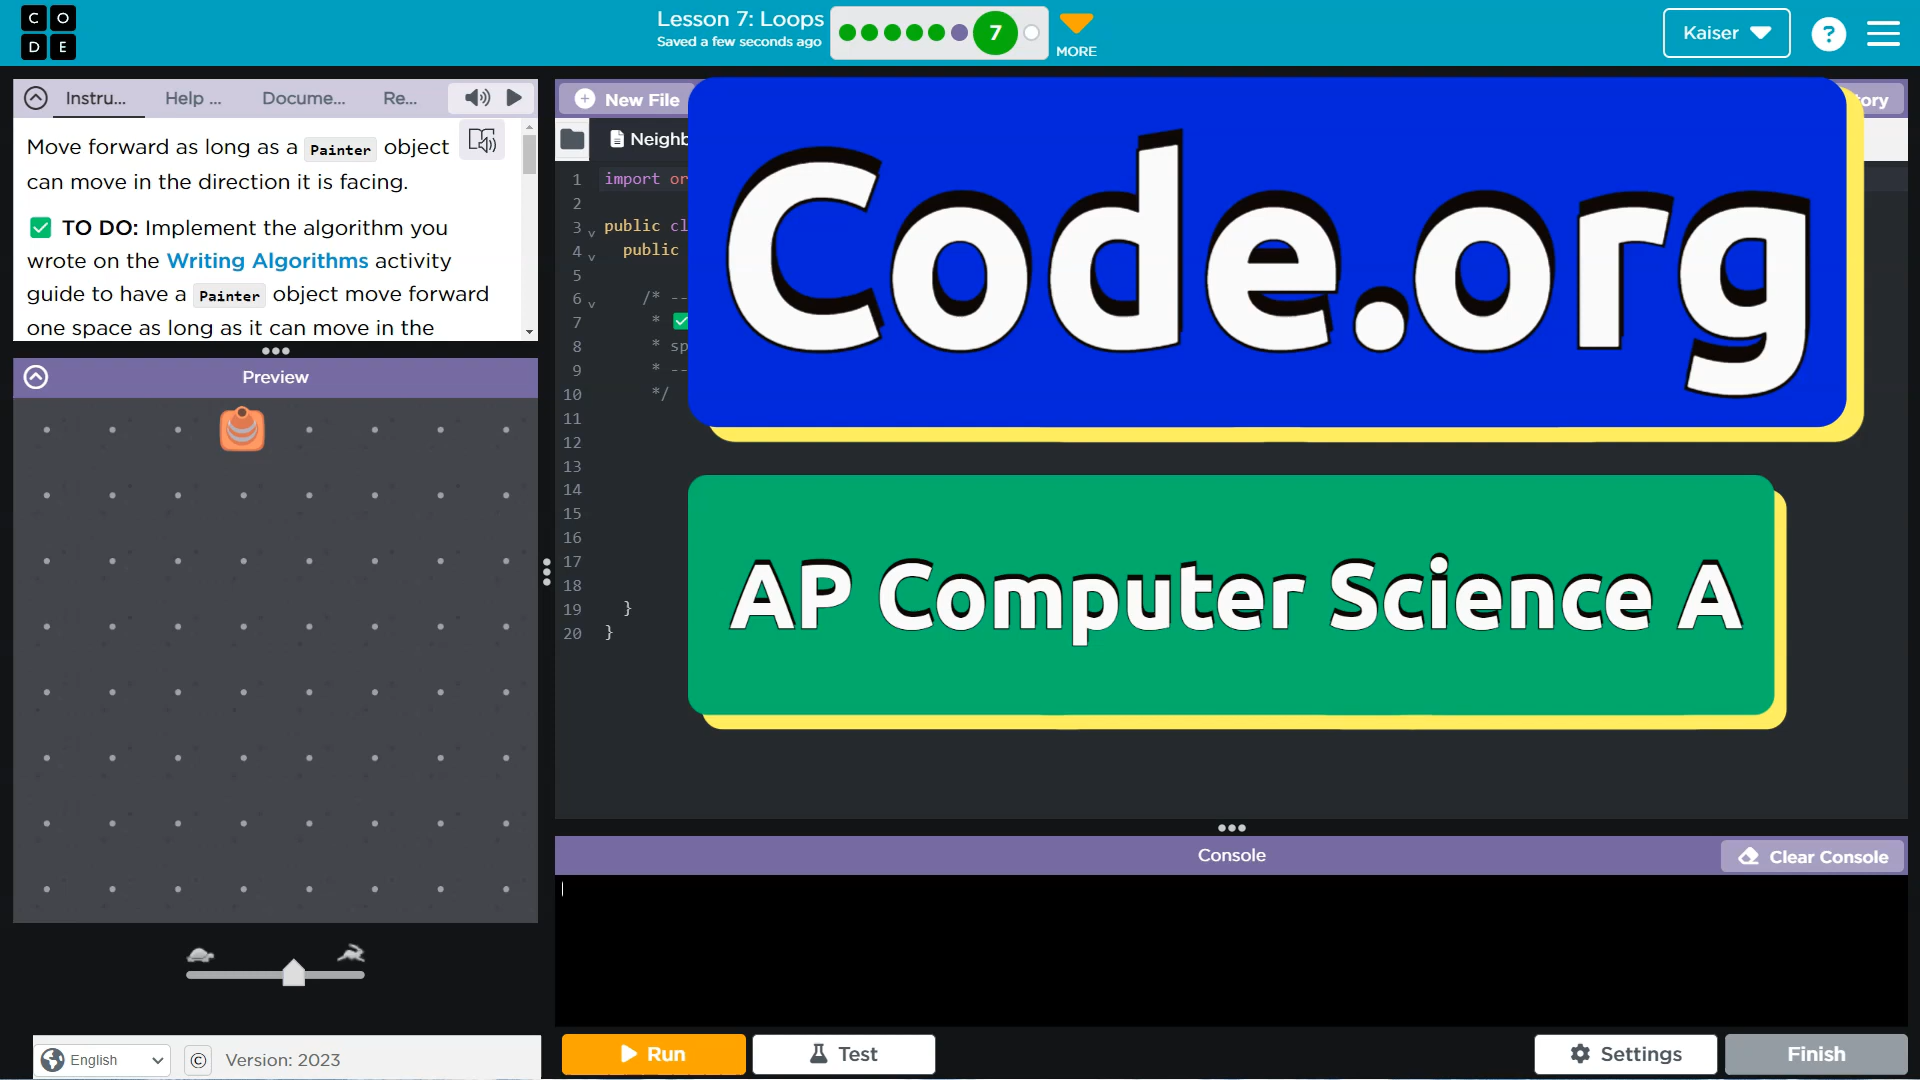 C O
D E
Lesson 7: Loops
Saved a few seconds ago
7
MORE
Kaiser
?
Instru...
Help ...
Docume...
Re...
Move forward as long as a Painter object
can move in the direction it is facing.
TO DO: Implement the algorithm you
wrote on the Writing Algorithms activity
guide to have a Painter object move forward
one space as long as it can move in the
Preview
English
©
Version: 2023
New File
ory
Neighb
1 import or
2
3 public cl
4 public
5
6 /* --
7 *
8 * sp
9 * --
10 */
11
12
13
14
15
16
17
18
19 }
20 }
Code.org
AP Computer Science A
Console
Clear Console
Run
Test
Settings
Finish